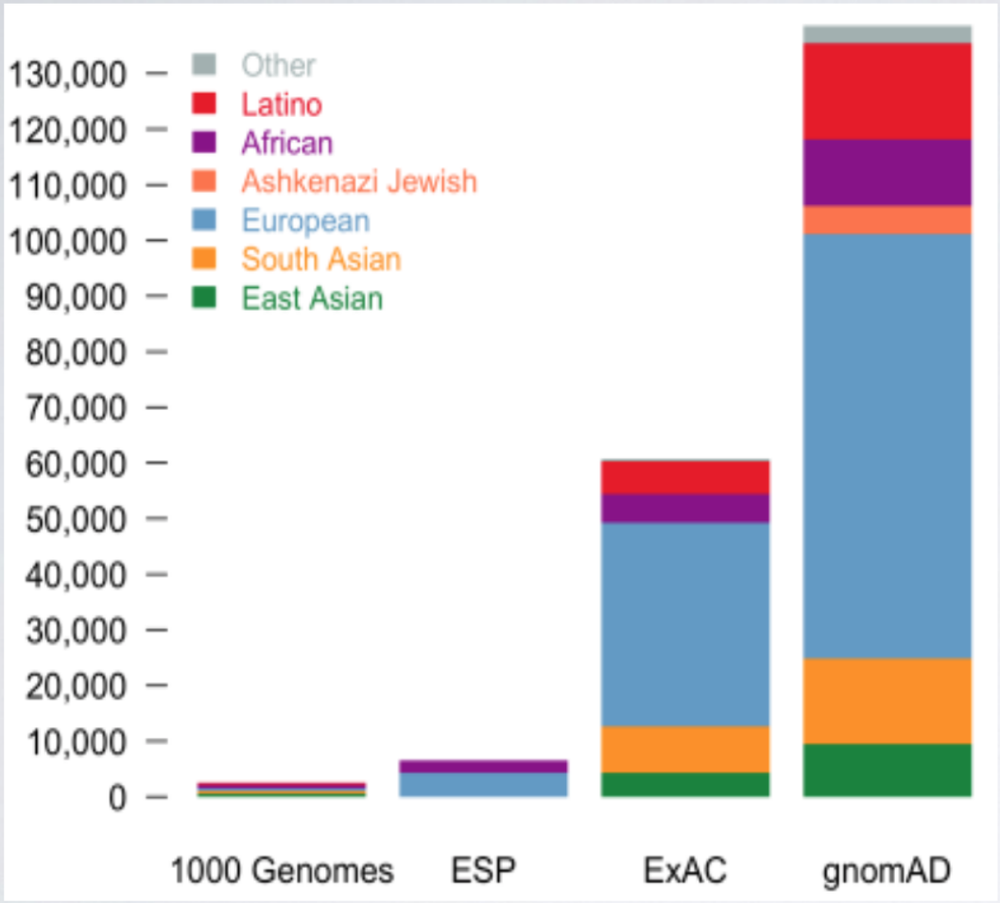 130,000
120,000
110,000
100,000
90,000
80,000
70,000
60,000
50,000
40,000
30,000
20,000
10,000
0
Other
Latino
African
Ashkenazi Jewish
European
South Asian
East Asian
1000 Genomes ESP ExAC gnomAD